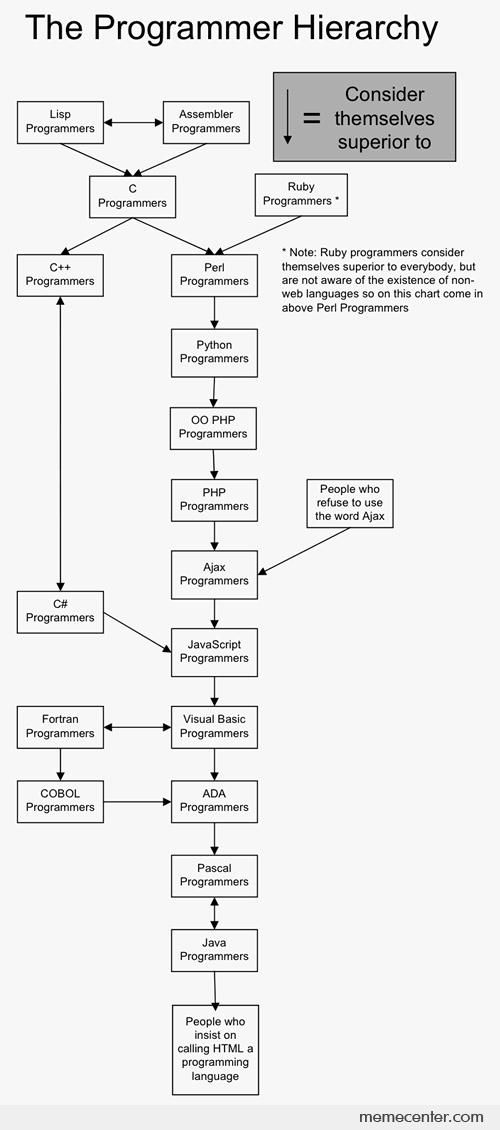 The Programmer Hierarchy
Consider
themselves
superior to
=
Lisp
Programmers
Assembler
Programmers
C
Programmers
Ruby
Programmers *
* Note: Ruby programmers consider
themselves superior to everybody, but
are not aware of the existence of non-
web languages so on this chart come in
above Perl Programmers
C++
Programmers
Perl
Programmers
Python
Programmers
OO PHP
Programmers
PHP
Programmers
People who
refuse to use
the word Ajax
Ajax
Programmers
C#
Programmers
JavaScript
Programmers
Fortran
Programmers
Visual Basic
Programmers
COBOL
Programmers
ADA
Programmers
Pascal
Programmers
Java
Programmers
People who
insist on
calling HTML a
programming
language
memecenter.com